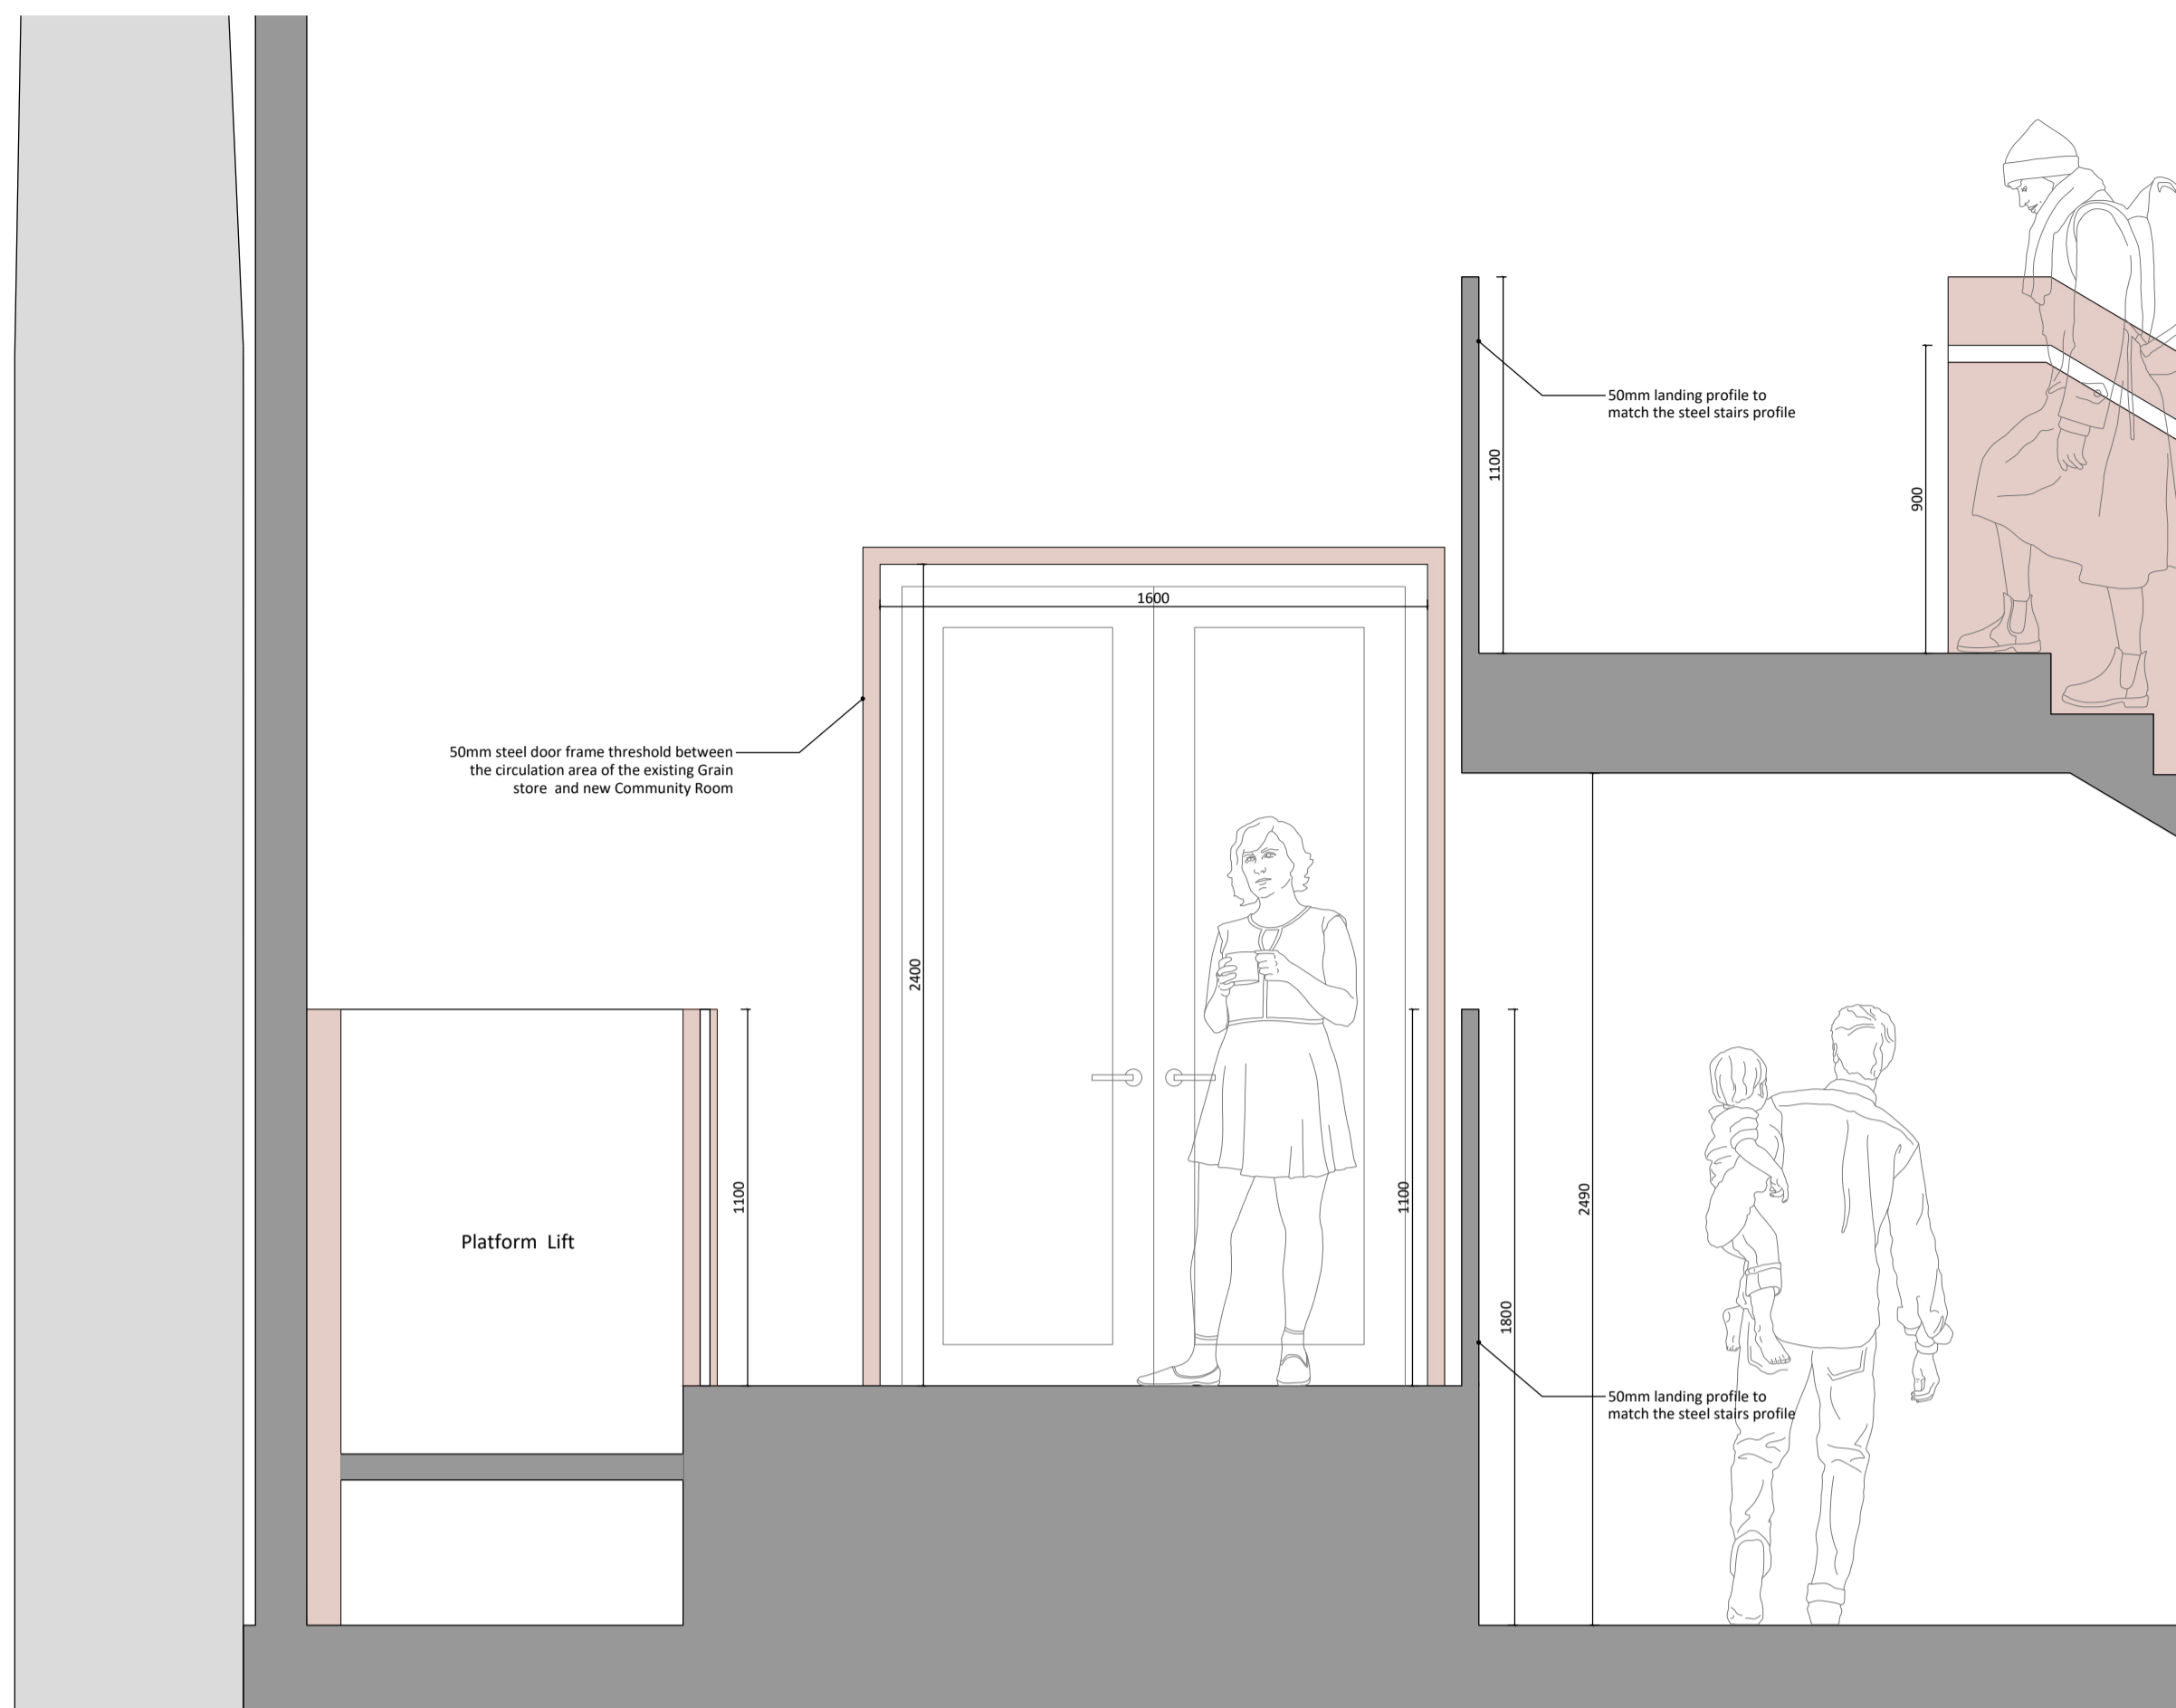 50mm landing profile to
match the steel stairs profile
1100
900
1600
50mm steel door frame threshold between
the circulation area of the existing Grain
store  and new Community Room
2400
1100
1100
2490
Platform  Lift
1800
50mm landing profile to
match the steel stairs profile